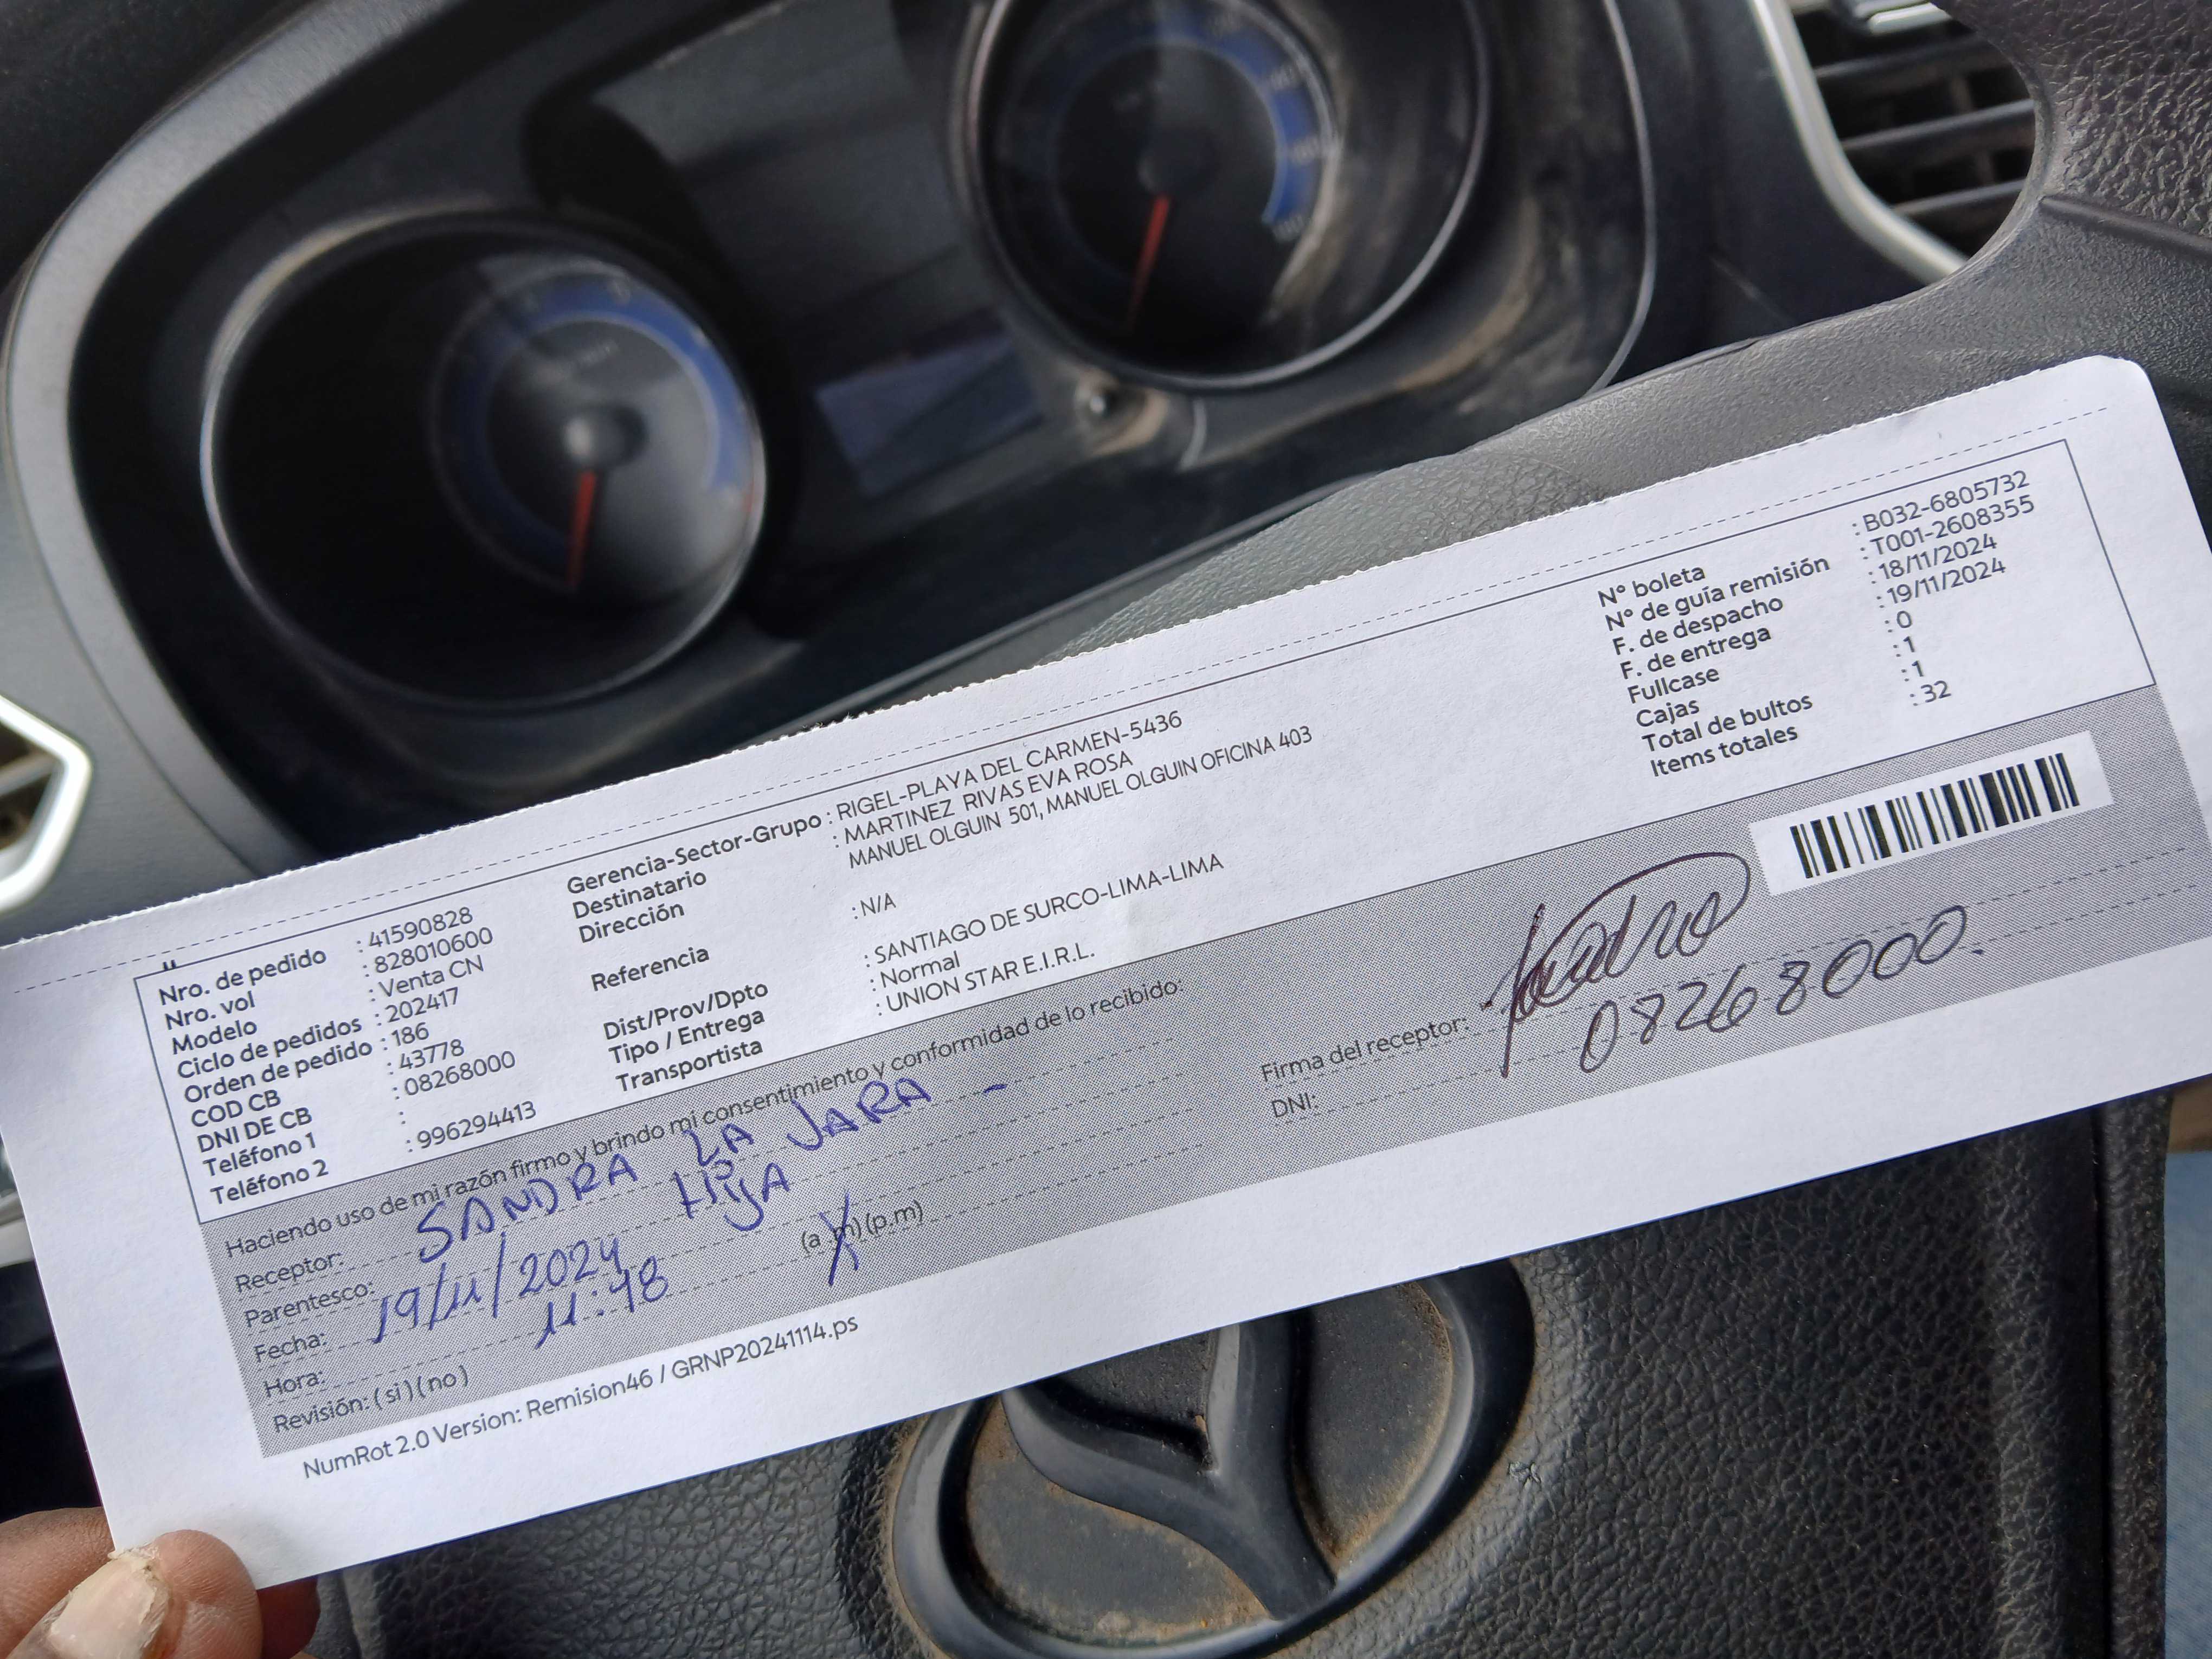 Nro. de pedido : 41590828
Nro. vol : 828010600
Modelo : Venta CN
Ciclo de pedidos : 202417
Orden de pedido : 186
COD CB : 43778
DNI DE CB : 08268000
Teléfono 1 :
Teléfono 2 : 996294413
Gerencia-Sector-Grupo : RIGEL-PLAYA DEL CARMEN-5436
Destinatario : MARTINEZ RIVAS EVA ROSA
Dirección MANUEL OLGUIN 501, MANUEL OLGUIN OFICINA 403
Referencia : N/A
Dist/Prov/Dpto : SANTIAGO DE SURCO-LIMA-LIMA
Tipo / Entrega : Normal
Transportista : UNION STAR E.I.R.L.
N° boleta : B032-6805732
N° de guía remisión : T001-2608355
F. de despacho : 18/11/2024
F. de entrega : 19/11/2024
Fullcase : 0
Cajas : 1
Total de bultos : 1
Items totales : 32
Haciendo uso de mi razón firmo y brindo mi consentimiento y conformidad de lo recibido:
Receptor: SANDRA LA JARA -
Parentesco: HIJA
Fecha: 19/11/2024
Hora: 11:48 (a.m) (p.m)
Revisión: ( si ) ( no )
Firma del receptor:
DNI: 08268000.
NumRot 2.0 Version: Remision46 / GRNP20241114.ps